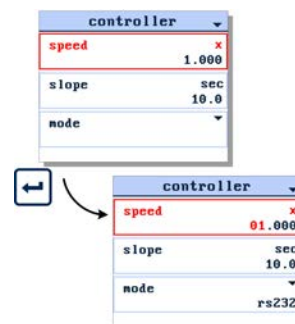 controller
speed x
1.000
slope sec
10.0
mode
controller
speed x
01.000
slope sec
10.0
mode
rs232